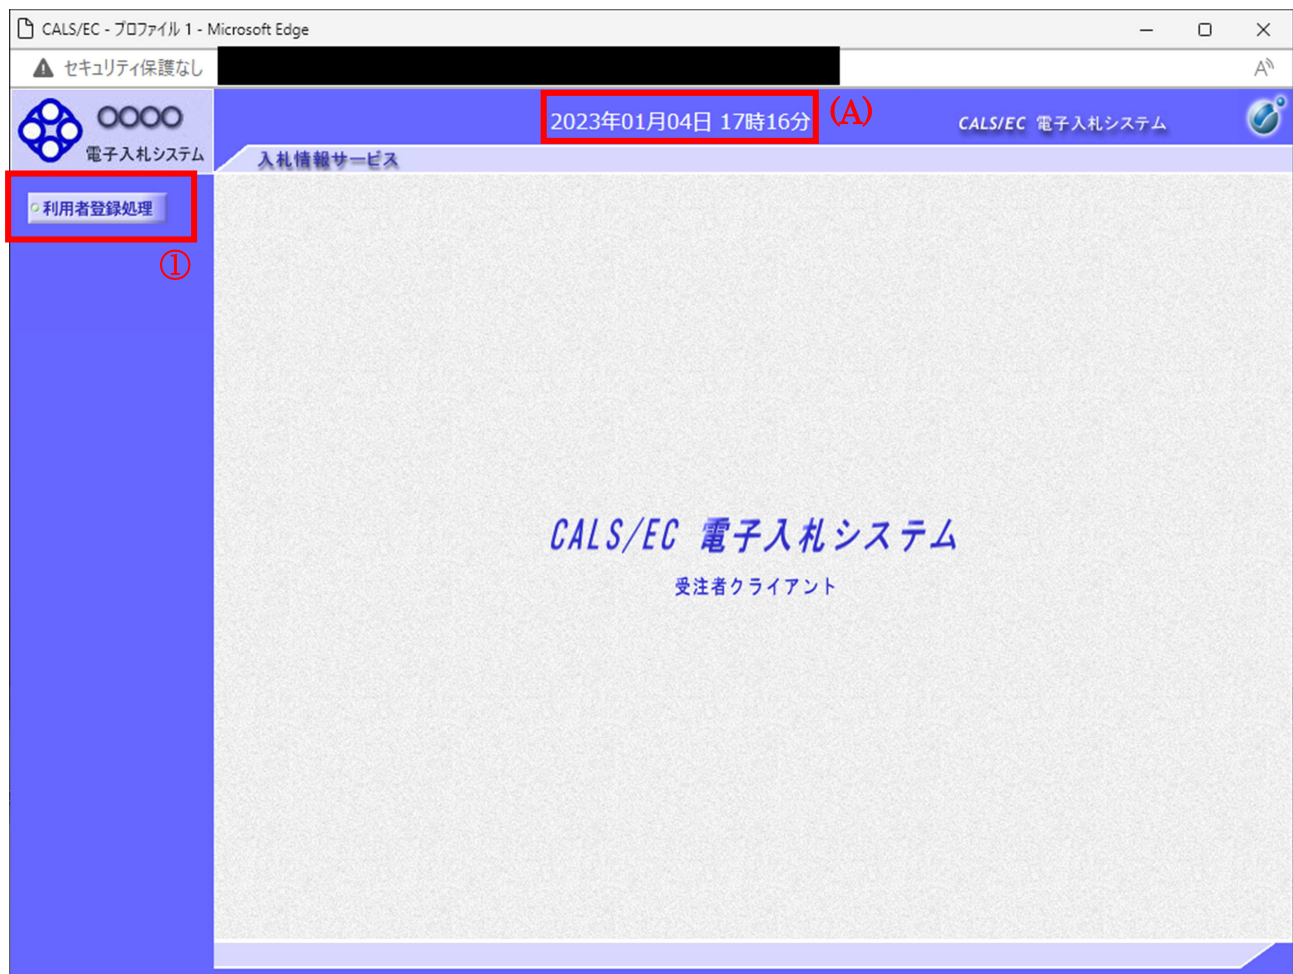 CALS/EC - プロファイル 1 - Microsoft Edge
セキュリティ保護なし
○○○○
電子入札システム
2023年01月04日 17時16分
(A)
CALS/EC 電子入札システム
入札情報サービス
利用者登録処理
①
CALS/EC 電子入札システム
受注者クライアント